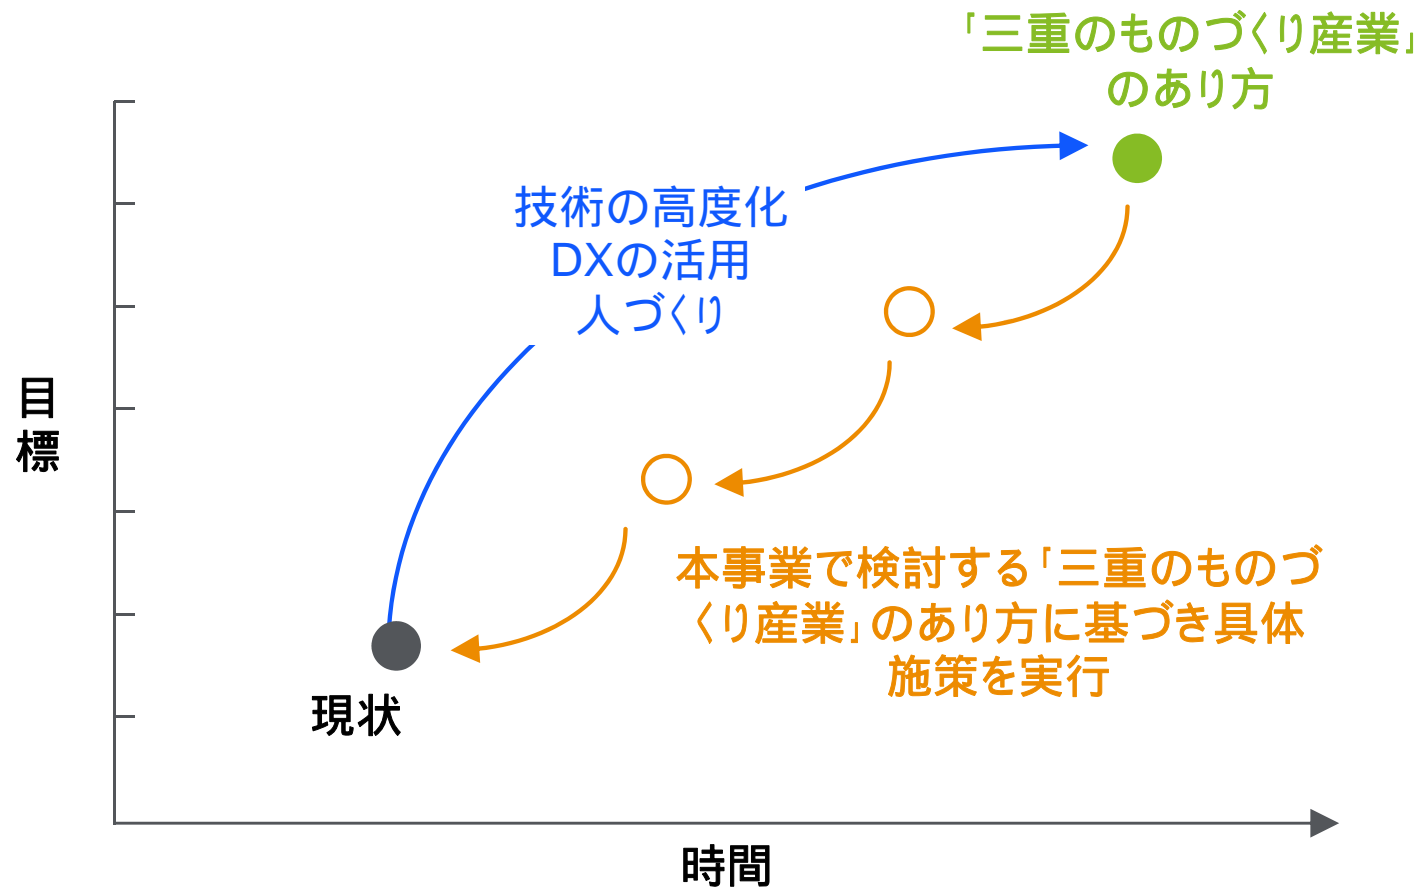 「三重のものづくり産業」
のあり方
技術の高度化
DXの活用
人づくり
目
標
本事業で検討する「三重のものづ
くり産業」のあり方に基づき具体
施策を実行
現状
時間